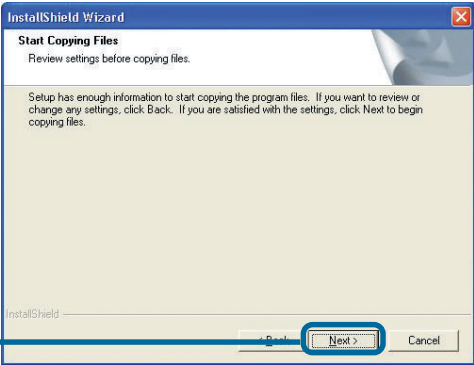 InstallShield Wizard
Start Copying Files
Review settings before copying files.
Setup has enough information to start copying the program files. If you want to review or
change any settings, click Back. If you are satisfied with the settings, click Next to begin
copying files.
InstallShield
Next > Cancel